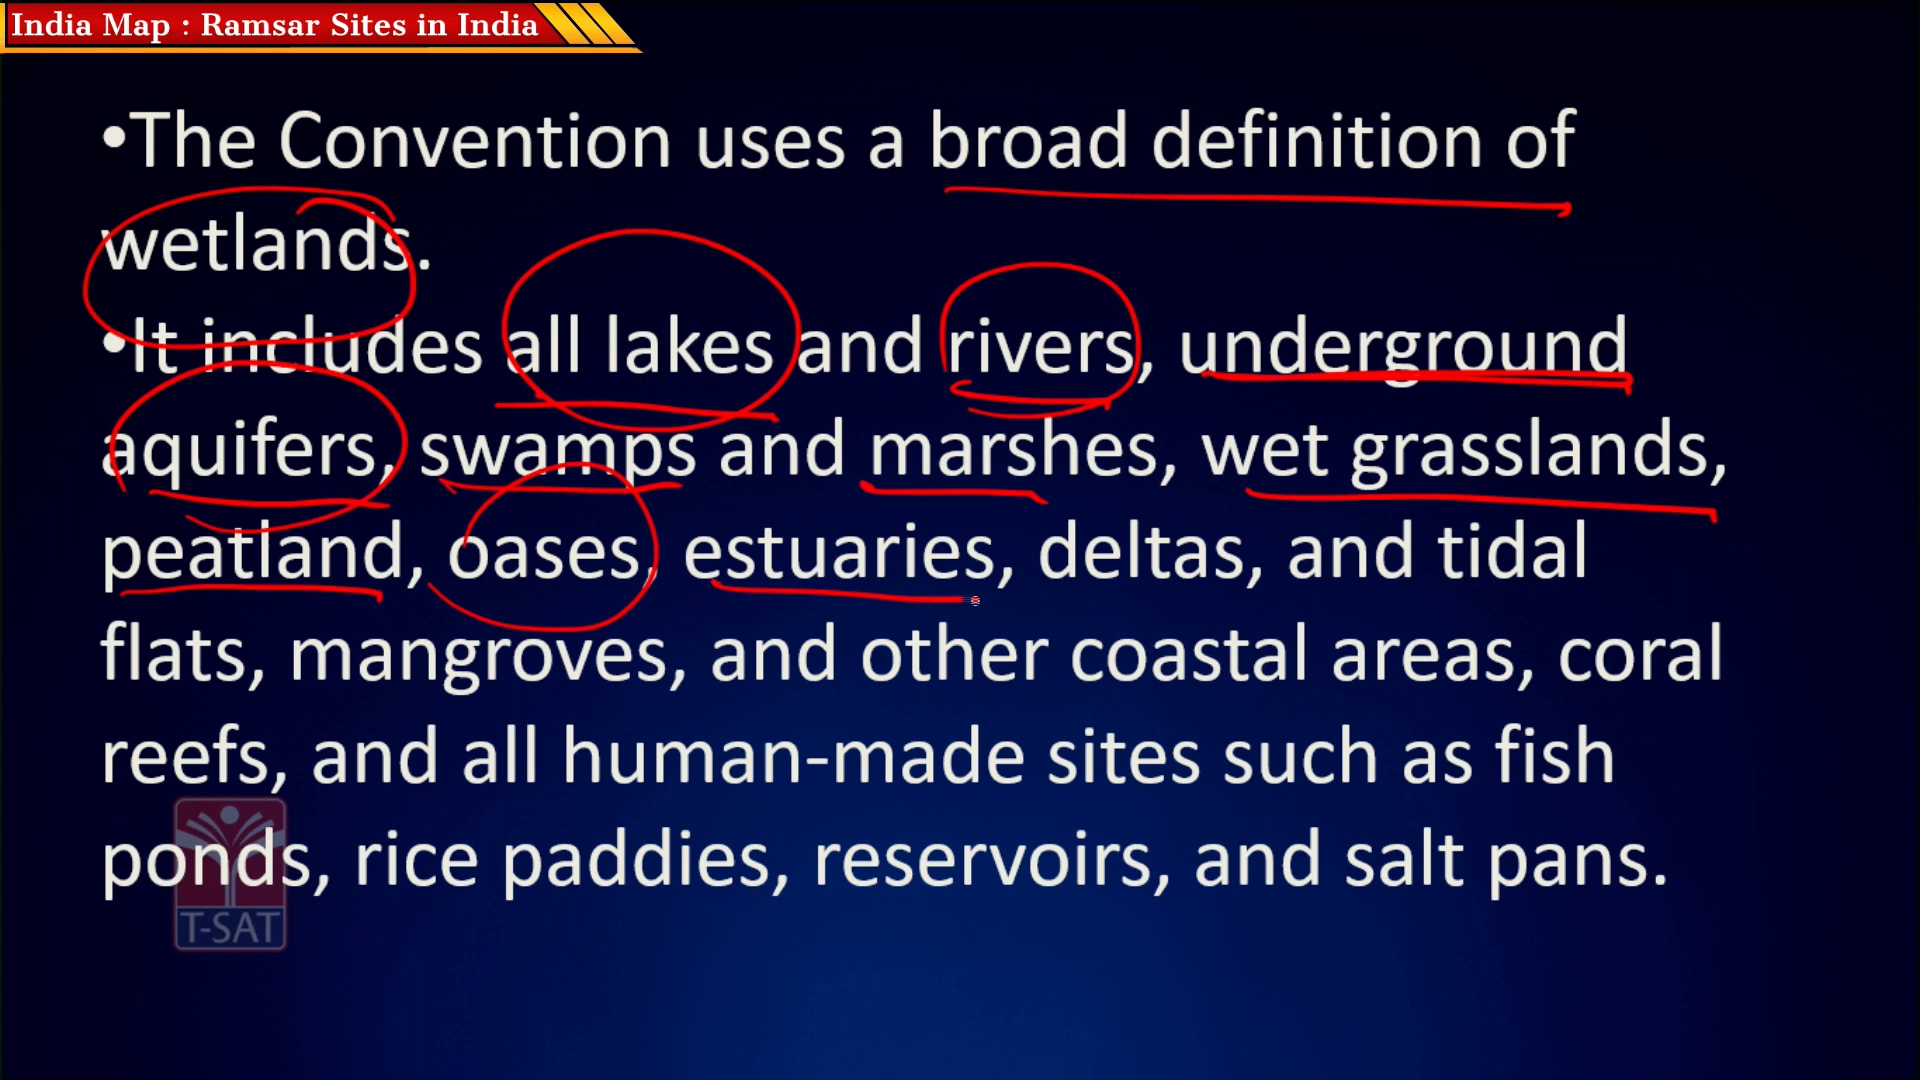 India Map : Ramsar Sites in India
•The Convention uses a broad definition of
wetlands.
•It includes all lakes and rivers, underground
aquifers, swamps and marshes, wet grasslands,
peatland, oases, estuaries, deltas, and tidal
flats, mangroves, and other coastal areas, coral
reefs, and all human-made sites such as fish
ponds, rice paddies, reservoirs, and salt pans.
T-SAT